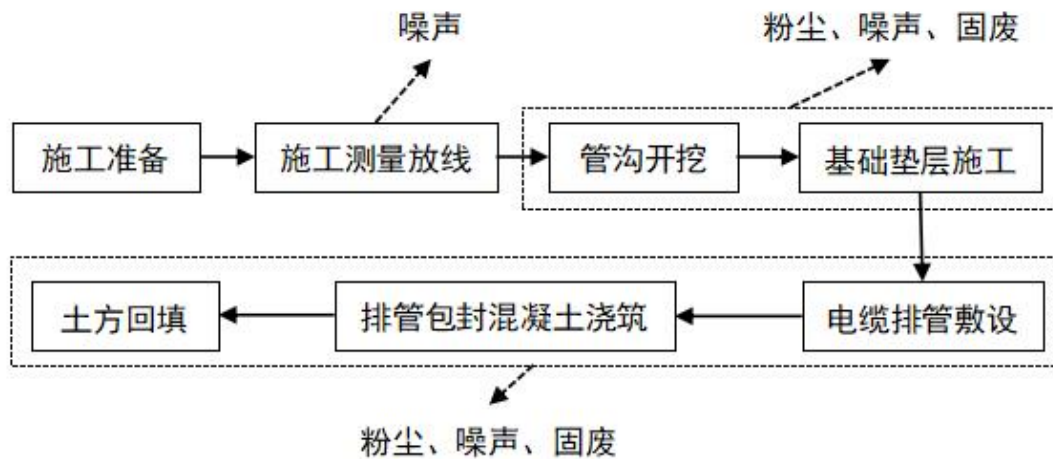 噪声
粉尘、噪声、固废
施工准备
施工测量放线
管沟开挖
基础垫层施工
土方回填
排管包封混凝土浇筑
电缆排管敷设
粉尘、噪声、固废